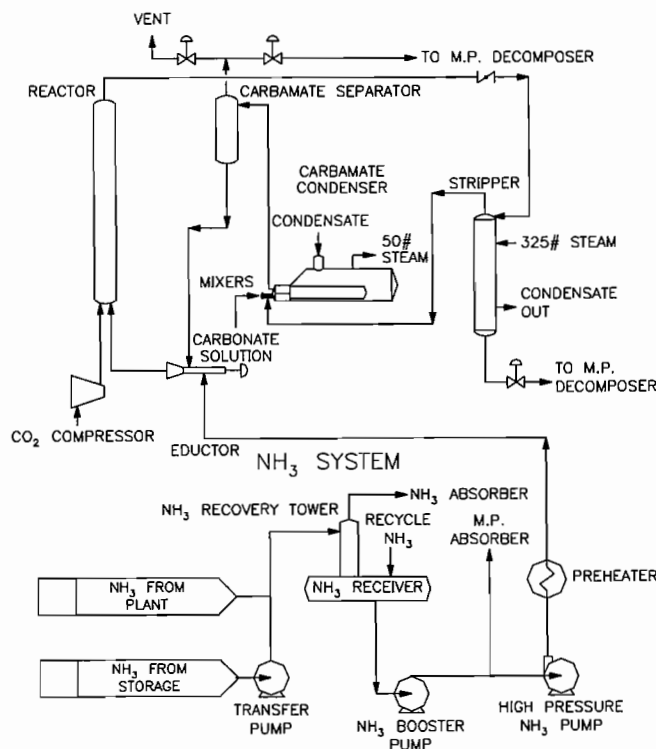 VENT
TO M.P. DECOMPOSER
REACTOR
CARBAMATE SEPARATOR
CARBAMATE
CONDENSER
STRIPPER
CONDENSATE
50#
STEAM
325# STEAM
MIXERS
CONDENSATE
OUT
CARBONATE
SOLUTION
TO M.P.
DECOMPOSER
CO₂ COMPRESSOR
EDUCTOR
NH₃ SYSTEM
NH₃ RECOVERY TOWER
NH₃ ABSORBER
RECYCLE
NH₃
M.P.
ABSORBER
NH₃ FROM
PLANT
NH₃ RECEIVER
PREHEATER
NH₃ FROM
STORAGE
TRANSFER
PUMP
NH₃ BOOSTER
PUMP
HIGH PRESSURE
NH₃ PUMP